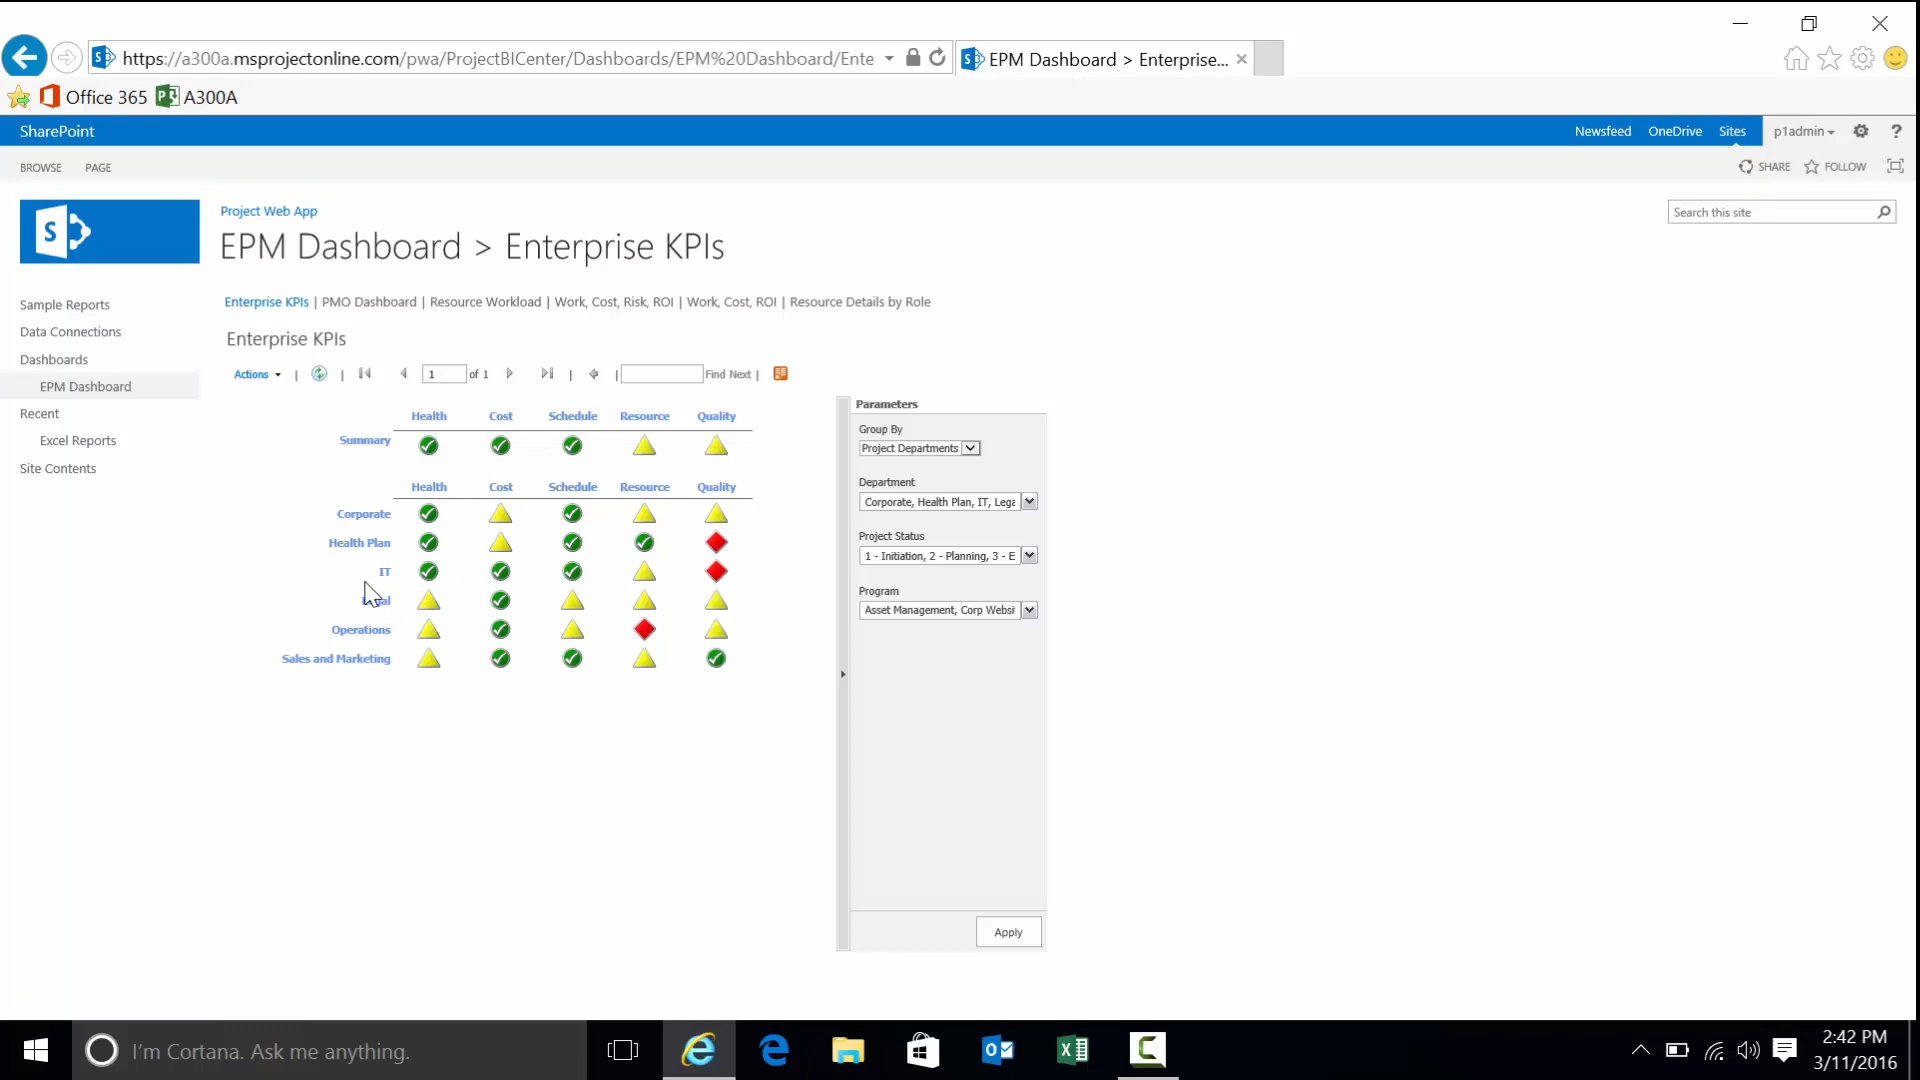 https://a300a.msprojectonline.com/pwa/ProjectBICenter/Dashboards/EPM%20Dashboard/Ente
EPM Dashboard > Enterprise...
Office 365 A300A
SharePoint
Newsfeed OneDrive Sites p1admin ?
BROWSE PAGE
SHARE FOLLOW
S
Project Web App
Search this site
EPM Dashboard > Enterprise KPIs
Sample Reports
Data Connections
Dashboards
EPM Dashboard
Recent
Excel Reports
Site Contents
Enterprise KPIs | PMO Dashboard | Resource Workload | Work, Cost, Risk, ROI | Work, Cost, ROI | Resource Details by Role
Enterprise KPIs
Actions | | 1 of 1 | | Find Next |
Health Cost Schedule Resource Quality
Summary
Health Cost Schedule Resource Quality
Corporate
Health Plan
IT
Operations
Sales and Marketing
Parameters
Group By
Project Departments
Department
Corporate, Health Plan, IT, Lega
Project Status
1 - Initiation, 2 - Planning, 3 - E
Program
Asset Management, Corp Websi
Apply
I'm Cortana. Ask me anything.
2:42 PM
3/11/2016